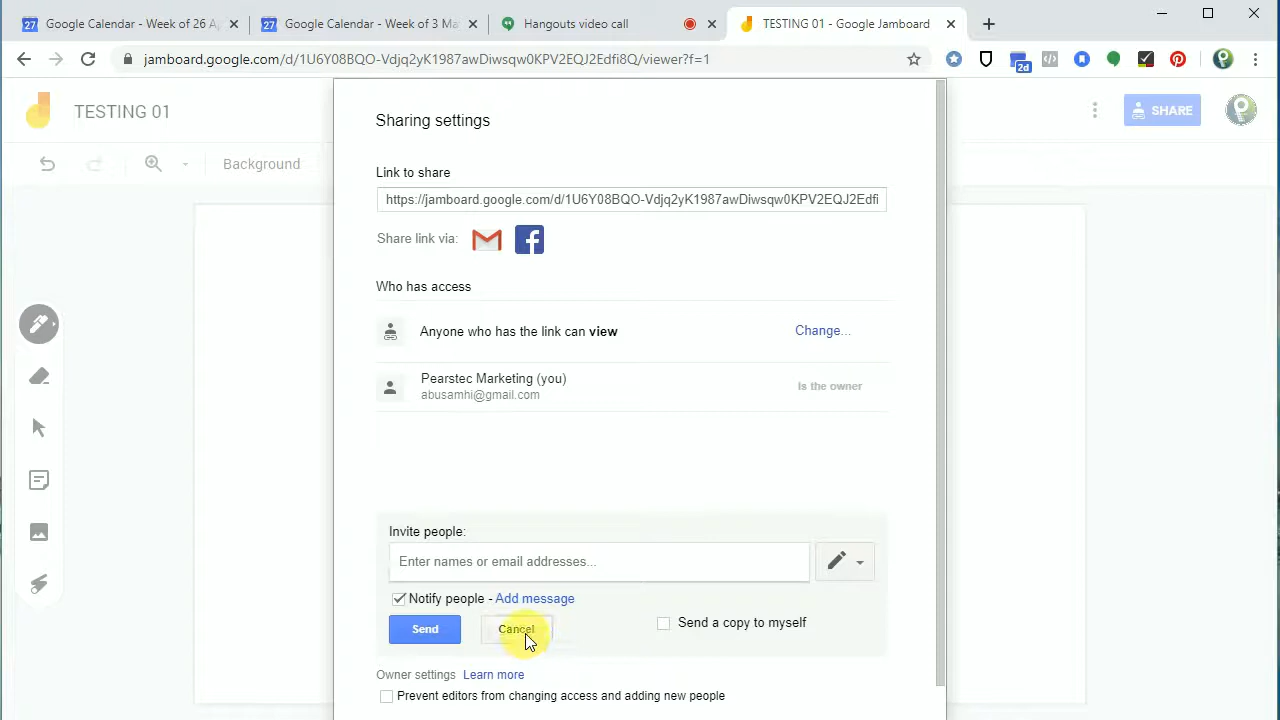 Google Calendar - Week of 26 A
Google Calendar - Week of 3 Ma
Hangouts video call
TESTING 01 - Google Jamboard
jamboard.google.com/d/1U6Y08BQO-Vdjq2yK1987awDiwsqw0KPV2EQJ2Edfi8Q/viewer?f=1
2d
TESTING 01
SHARE
Background
Sharing settings
Link to share
https://jamboard.google.com/d/1U6Y08BQO-Vdjq2yK1987awDiwsqw0KPV2EQJ2Edfi
Share link via:
Who has access
Anyone who has the link can view
Change...
Pearstec Marketing (you)
abusamhi@gmail.com
Is the owner
Invite people:
Enter names or email addresses...
Notify people - Add message
Send
Cancel
Send a copy to myself
Owner settings Learn more
Prevent editors from changing access and adding new people